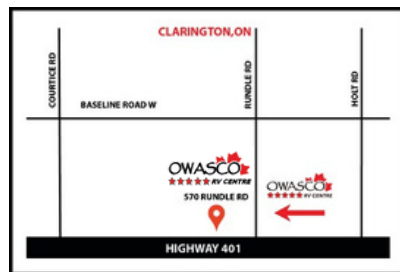 CLARINGTON,ON
COURTICE RD
RUNDLE RD
HOLT RD
BASELINE ROAD W
OWASCO
RV CENTRE
570 RUNDLE RD
OWASCO
RV CENTRE
HIGHWAY 401